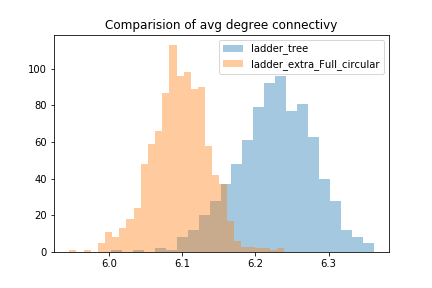 Comparision of avg degree connectivy
ladder_tree
ladder_extra_Full_circular
100
80
60
40
20
0
6.0 6.1 6.2 6.3